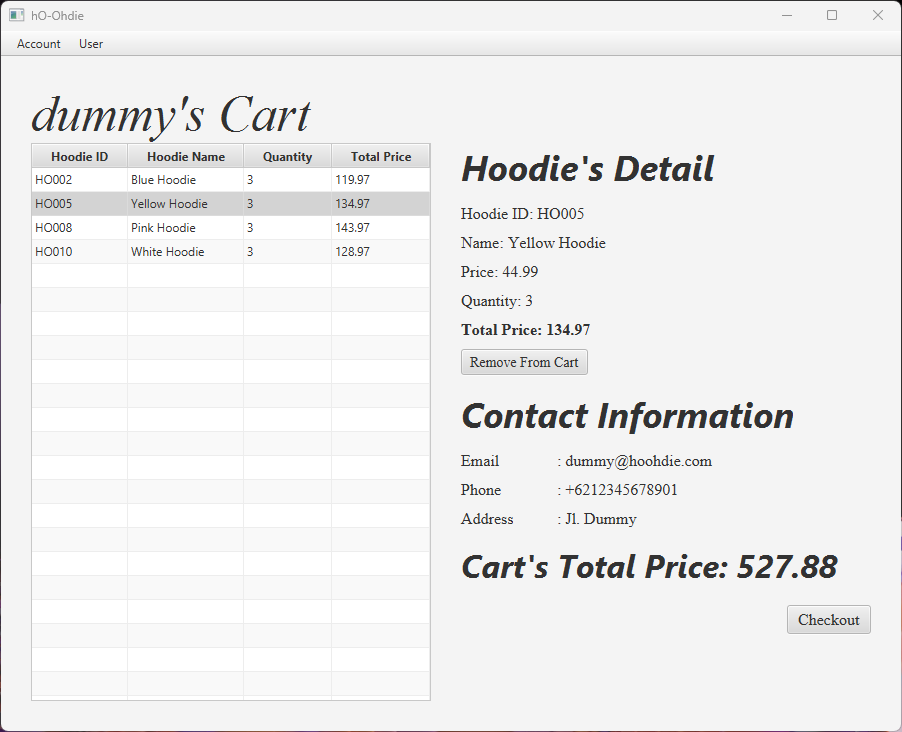 hO-Ohdie
Account User
dummy's Cart
Hoodie ID Hoodie Name Quantity Total Price
HO002 Blue Hoodie 3 119.97
HO005 Yellow Hoodie 3 134.97
HO008 Pink Hoodie 3 143.97
HO010 White Hoodie 3 128.97
Hoodie's Detail
Hoodie ID: HO005
Name: Yellow Hoodie
Price: 44.99
Quantity: 3
Total Price: 134.97
Remove From Cart
Contact Information
Email : dummy@hoohdie.com
Phone : +6212345678901
Address : Jl. Dummy
Cart's Total Price: 527.88
Checkout